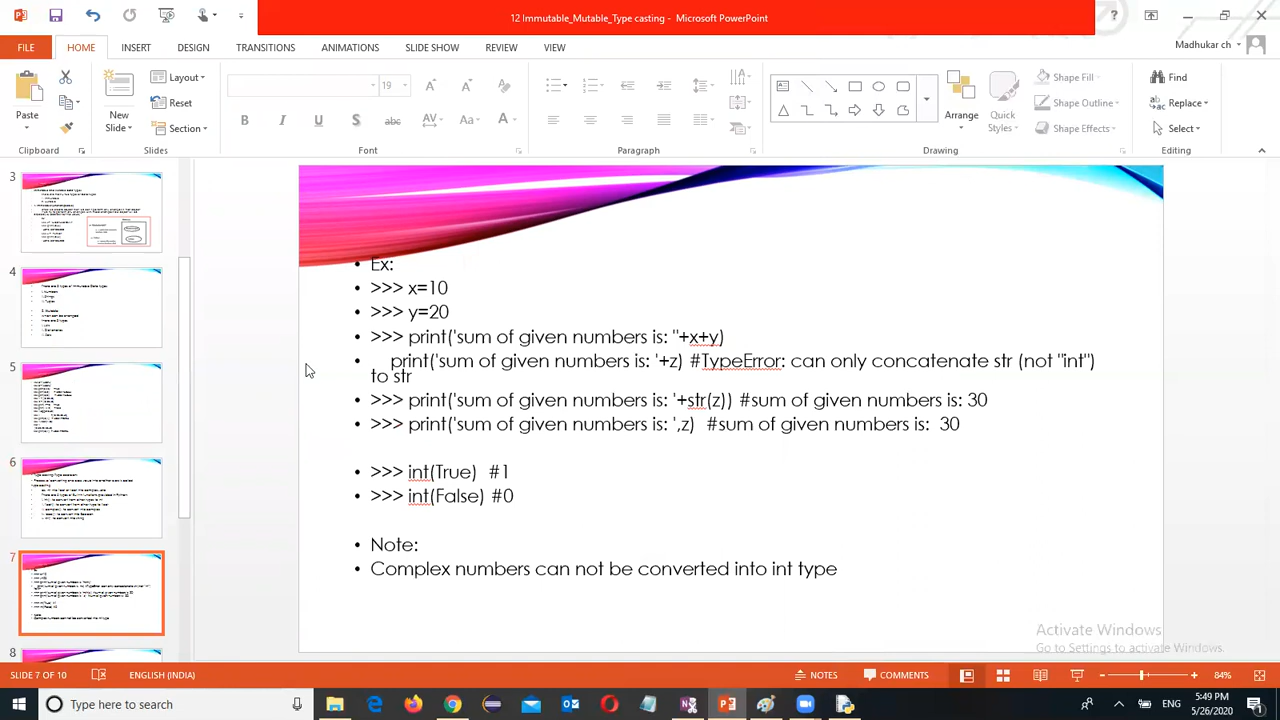 12 Immutable_Mutable_Type casting - Microsoft PowerPoint
FILE HOME INSERT DESIGN TRANSITIONS ANIMATIONS SLIDE SHOW REVIEW VIEW
Madhukar ch
Paste
New Slide
Layout
Reset
Section
19
Arrange
Quick Styles
Shape Fill
Shape Outline
Shape Effects
Find
Replace
Select
Clipboard Slides Font Paragraph Drawing Editing
3
4
5
6
7
8
• Ex:
• >>> x=10
• >>> y=20
• >>> print('sum of given numbers is: ''+x+y)
• print('sum of given numbers is: '+z) #TypeError: can only concatenate str (not "int")
to str
• >>> print('sum of given numbers is: '+str(z)) #sum of given numbers is: 30
• >>> print('sum of given numbers is: ',z) #sum of given numbers is: 30
• >>> int(True) #1
• >>> int(False) #0
• Note:
• Complex numbers can not be converted into int type
Activate Windows
Go to Settings to activate Windows.
SLIDE 7 OF 10 ENGLISH (INDIA) NOTES COMMENTS 84%
Type here to search
ENG
5:49 PM
5/26/2020